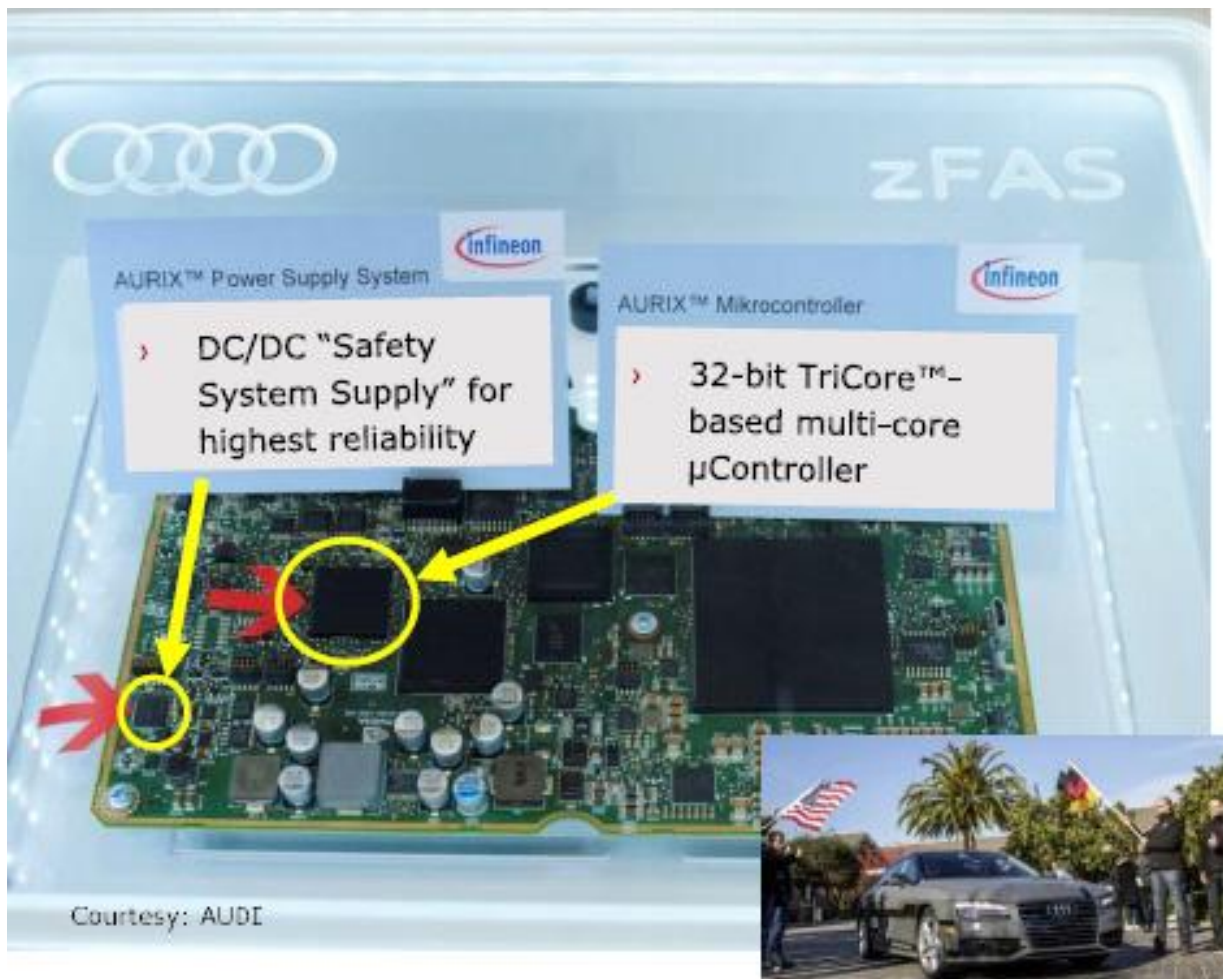 zFAS
infineon
AURIX™ Power Supply System
› DC/DC “Safety
System Supply” for
highest reliability
infineon
AURIX™ Mikrocontroller
› 32-bit TriCore™–
based multi–core
µController
Courtesy: AUDI